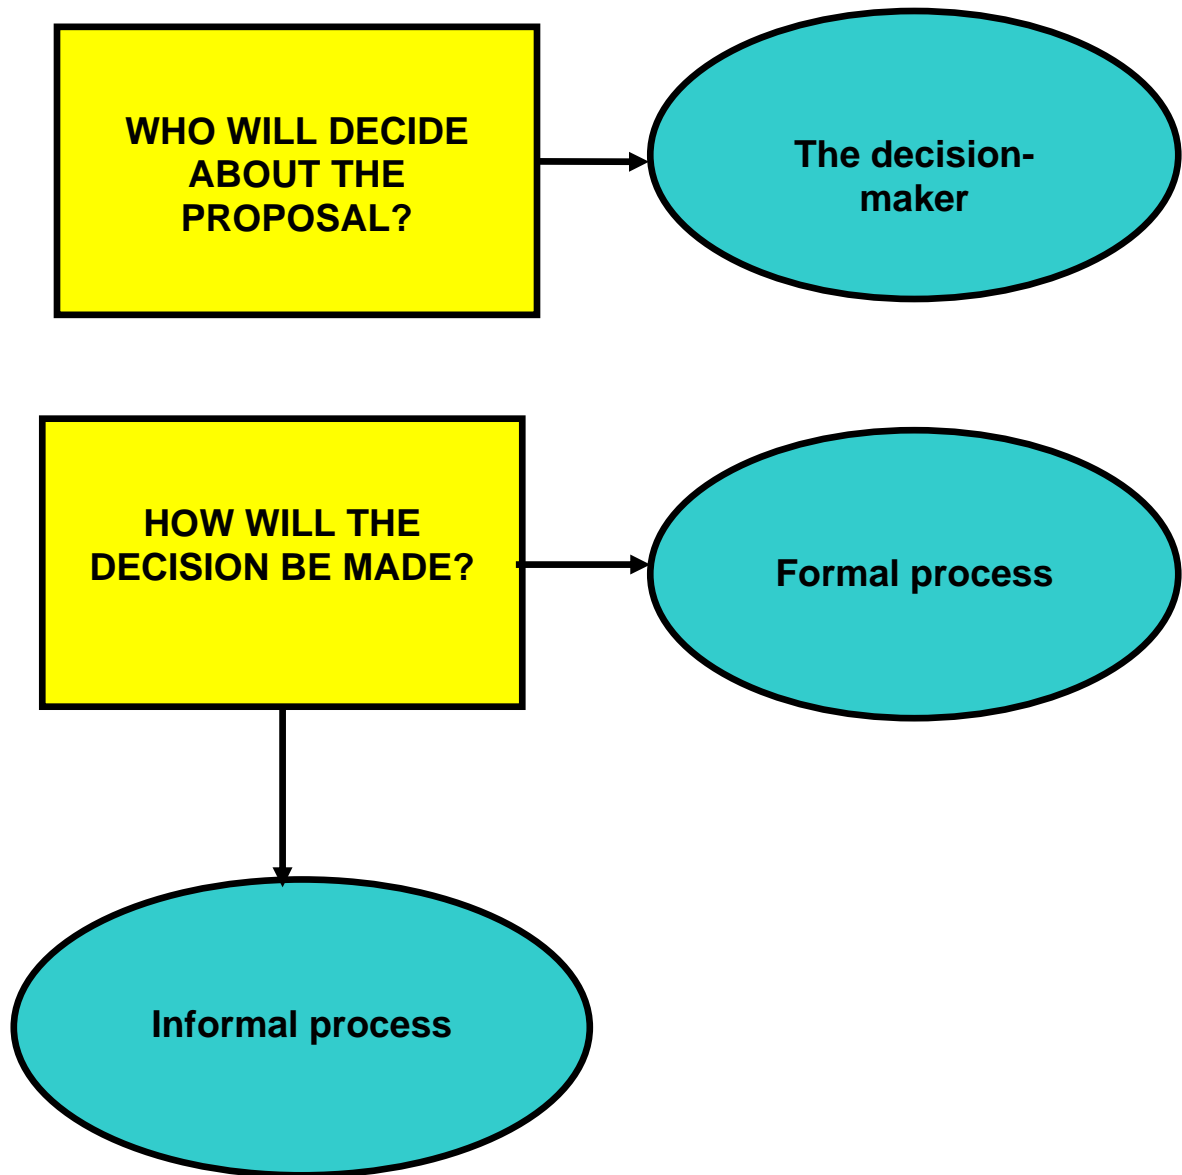 WHO WILL DECIDE
ABOUT THE
PROPOSAL?
The decision-
maker
HOW WILL THE
DECISION BE MADE?
Formal process
Informal process